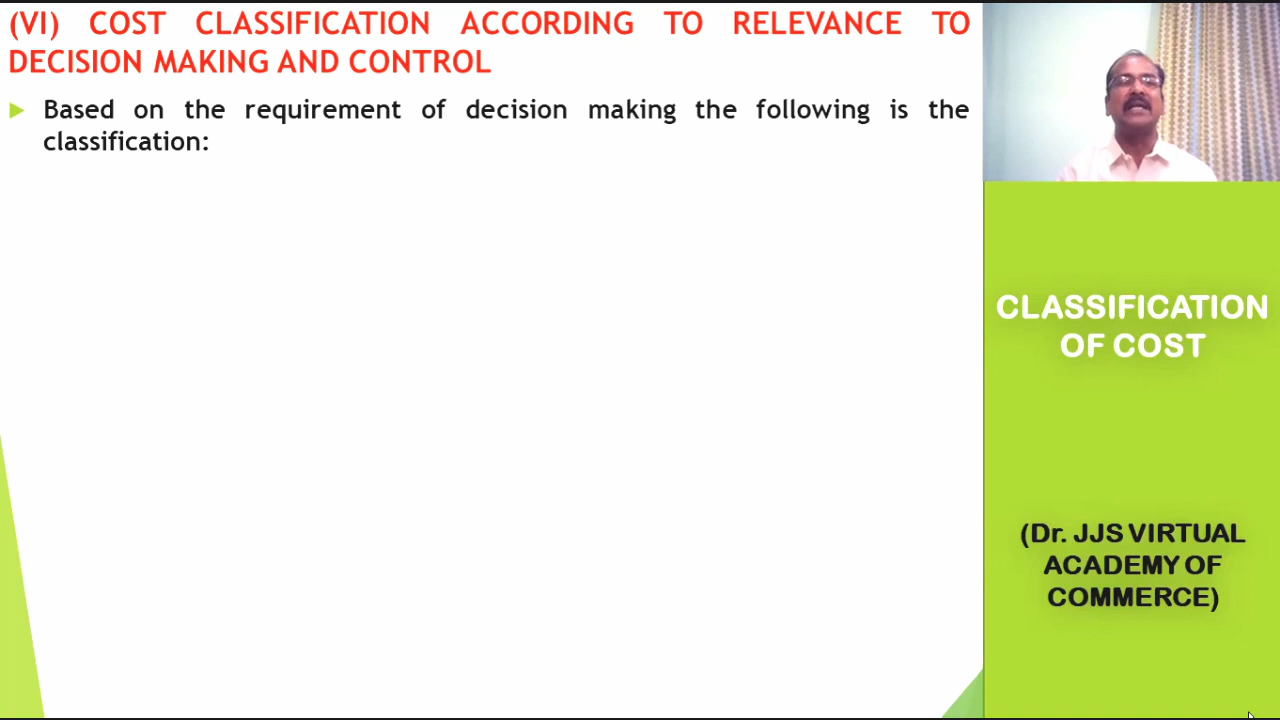 (VI) COST CLASSIFICATION ACCORDING TO RELEVANCE TO
DECISION MAKING AND CONTROL
Based on the requirement of decision making the following is the
classification:
CLASSIFICATION
OF COST
(Dr. JJS VIRTUAL
ACADEMY OF
COMMERCE)